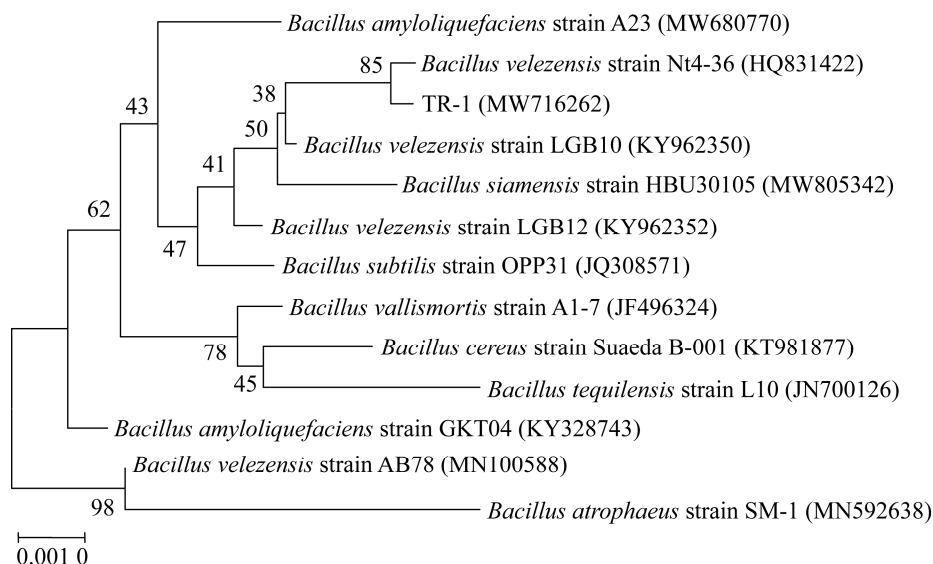 Bacillus amyloliquefaciens strain A23 (MW680770)
85
Bacillus velezensis strain Nt4-36 (HQ831422)
38
43
TR-1 (MW716262)
50
Bacillus velezensis strain LGB10 (KY962350)
41
Bacillus siamensis strain HBU30105 (MW805342)
62
Bacillus velezensis strain LGB12 (KY962352)
47
Bacillus subtilis strain OPP31 (JQ308571)
Bacillus vallismortis strain A1-7 (JF496324)
78
Bacillus cereus strain Suaeda B-001 (KT981877)
45
Bacillus tequilensis strain L10 (JN700126)
Bacillus amyloliquefaciens strain GKT04 (KY328743)
Bacillus velezensis strain AB78 (MN100588)
98
Bacillus atrophaeus strain SM-1 (MN592638)
0.001 0